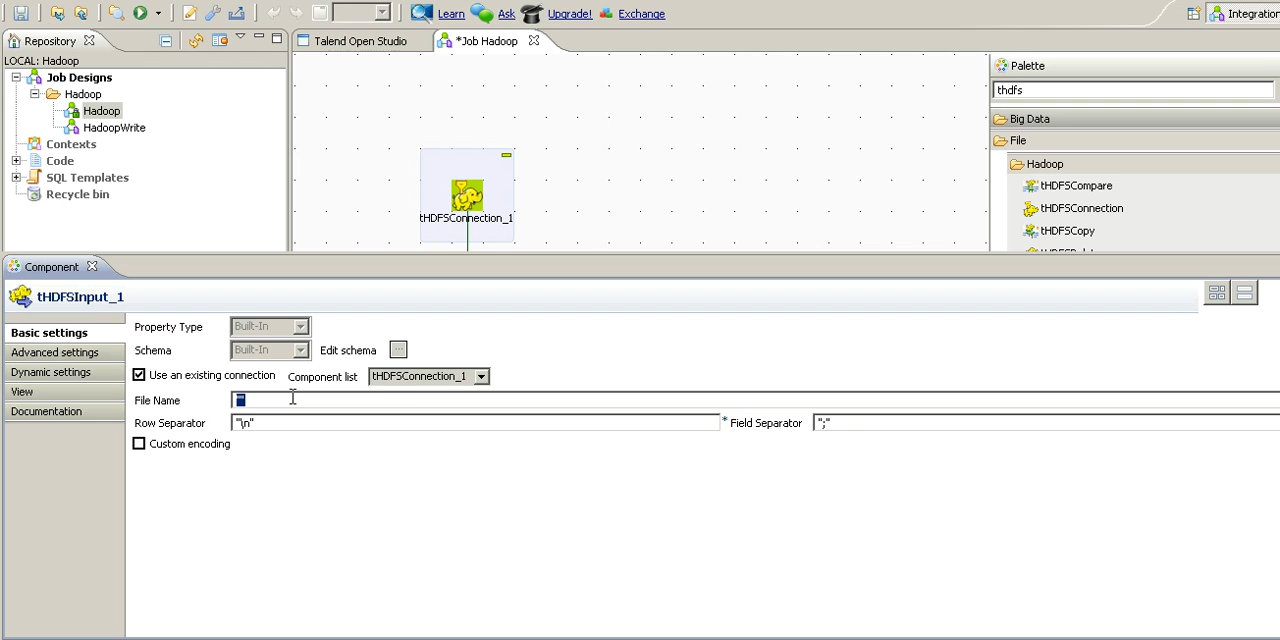 Learn Ask Upgrade! Exchange Integration
Repository Talend Open Studio *Job Hadoop Palette
LOCAL: Hadoop
Job Designs
Hadoop
Hadoop
HadoopWrite
Contexts
Code
SQL Templates
Recycle bin
tHDFSConnection_1
thdfs
Big Data
File
Hadoop
tHDFSCompare
tHDFSConnection
tHDFSCopy
Component
tHDFSInput_1
Basic settings
Advanced settings
Dynamic settings
View
Documentation
Property Type Built-In
Schema Built-In Edit schema ...
Use an existing connection Component list tHDFSConnection_1
File Name
Row Separator "\n" * Field Separator ";"
Custom encoding